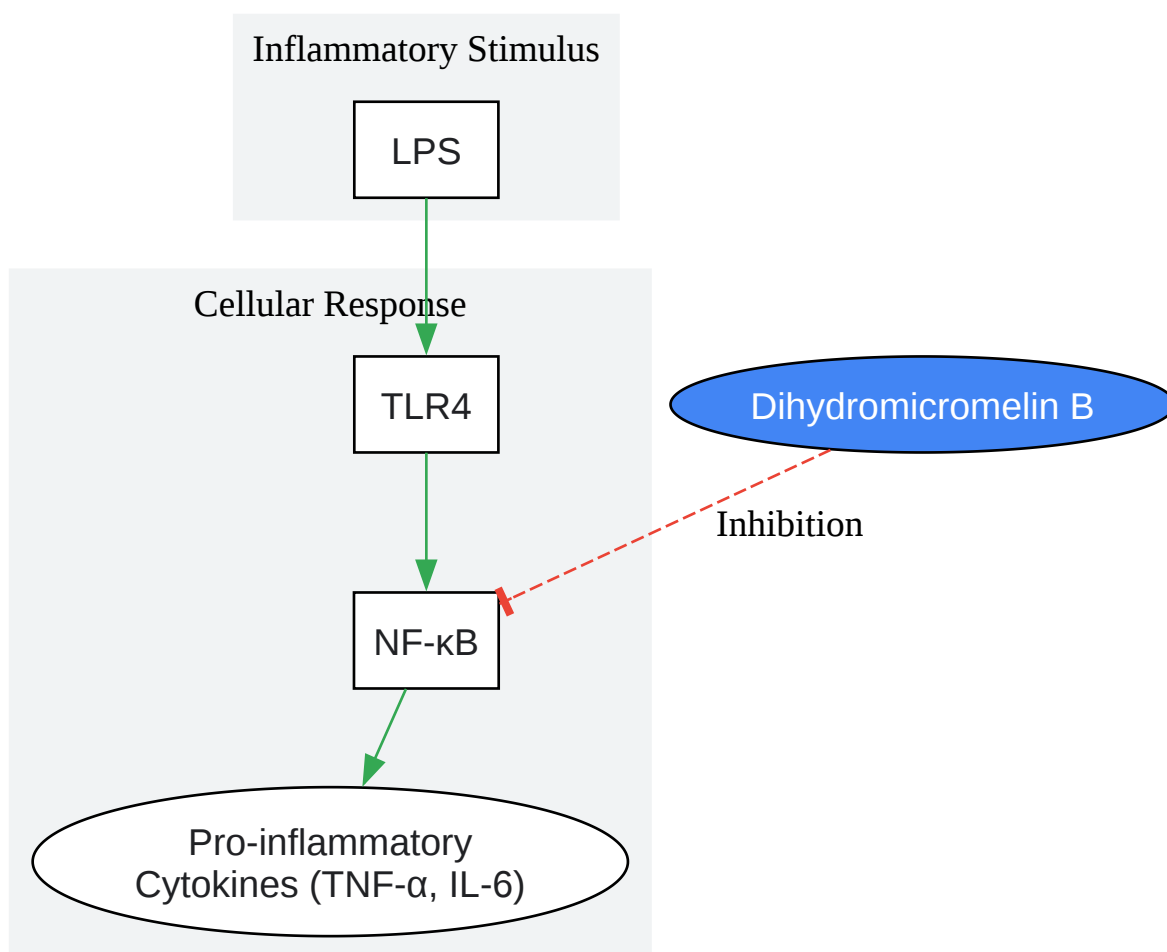 Inflammatory Stimulus
LPS
Cellular Response
TLR4
Dihydromicromelin B
Inhibition
NF-κB
Pro-inflammatory
Cytokines (TNF-α, IL-6)